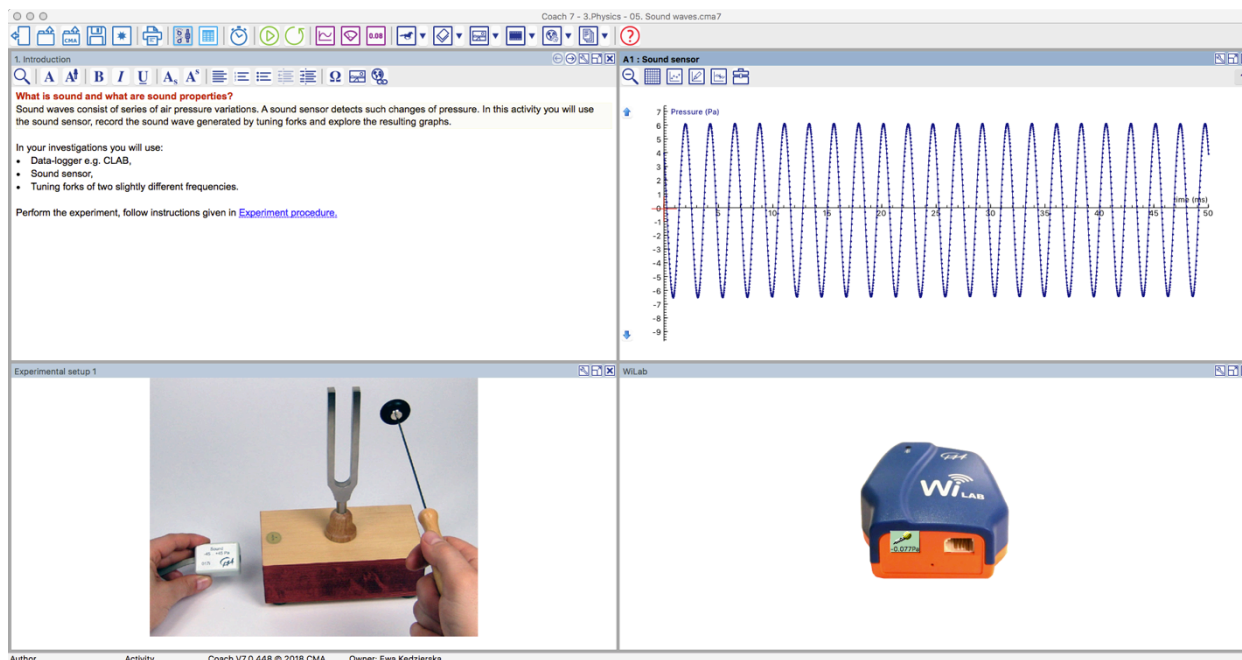 Coach 7 - 3.Physics - 05. Sound waves.cma7
CMA
0.08
1. Introduction
A A B I U As As Ω
What is sound and what are sound properties?
Sound waves consist of series of air pressure variations. A sound sensor detects such changes of pressure. In this activity you will use
the sound sensor, record the sound wave generated by tuning forks and explore the resulting graphs.
In your investigations you will use:
• Data-logger e.g. CLAB,
• Sound sensor,
• Tuning forks of two slightly different frequencies.
Perform the experiment, follow instructions given in Experiment procedure.
A1 : Sound sensor
Pressure (Pa)
7
6
5
4
3
2
1
-0
-1
-2
-3
-4
-5
-6
-7
-8
-9
5 10 15 20 25 30 35 40 45 50
Time (ms)
Experimental setup 1
Sound
WiLab
Wi LAB
-0.077Pa
Author Activity Coach V7.0.448 © 2018 CMA Owner: Ewa Kedzierska